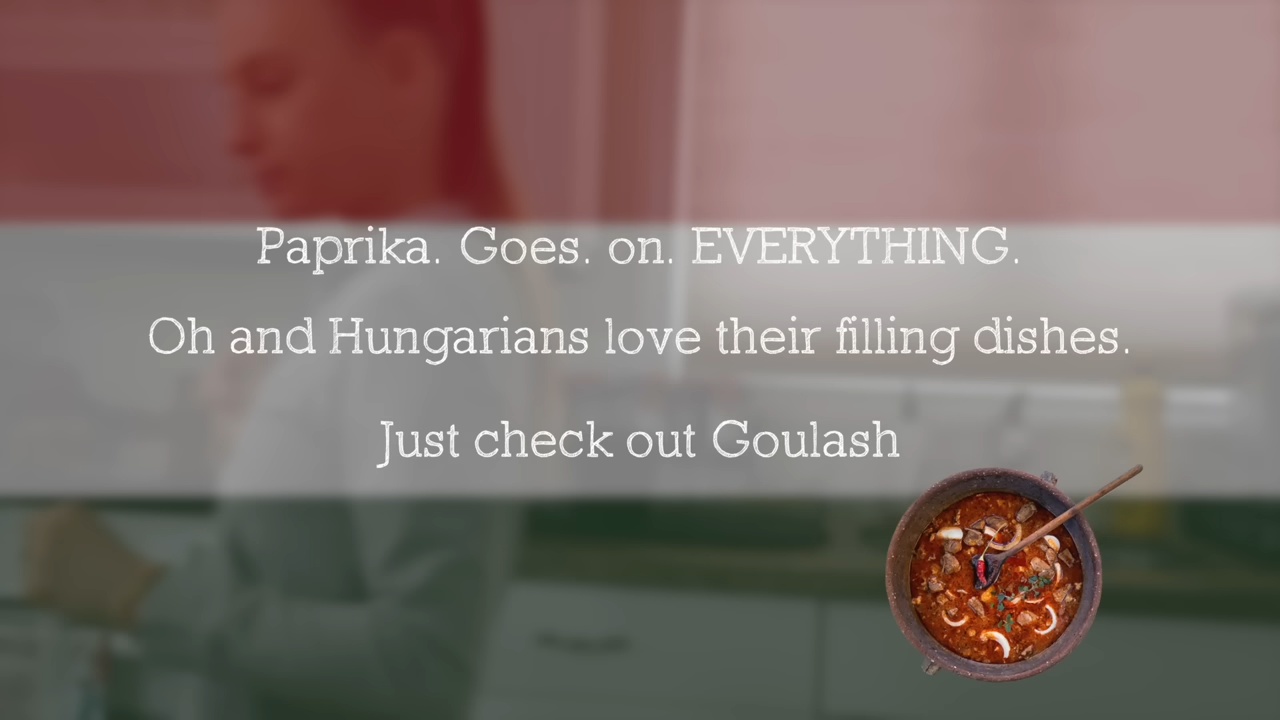 Paprika. Goes. on. EVERYTHING.
Oh and Hungarians love their filling dishes.
Just check out Goulash